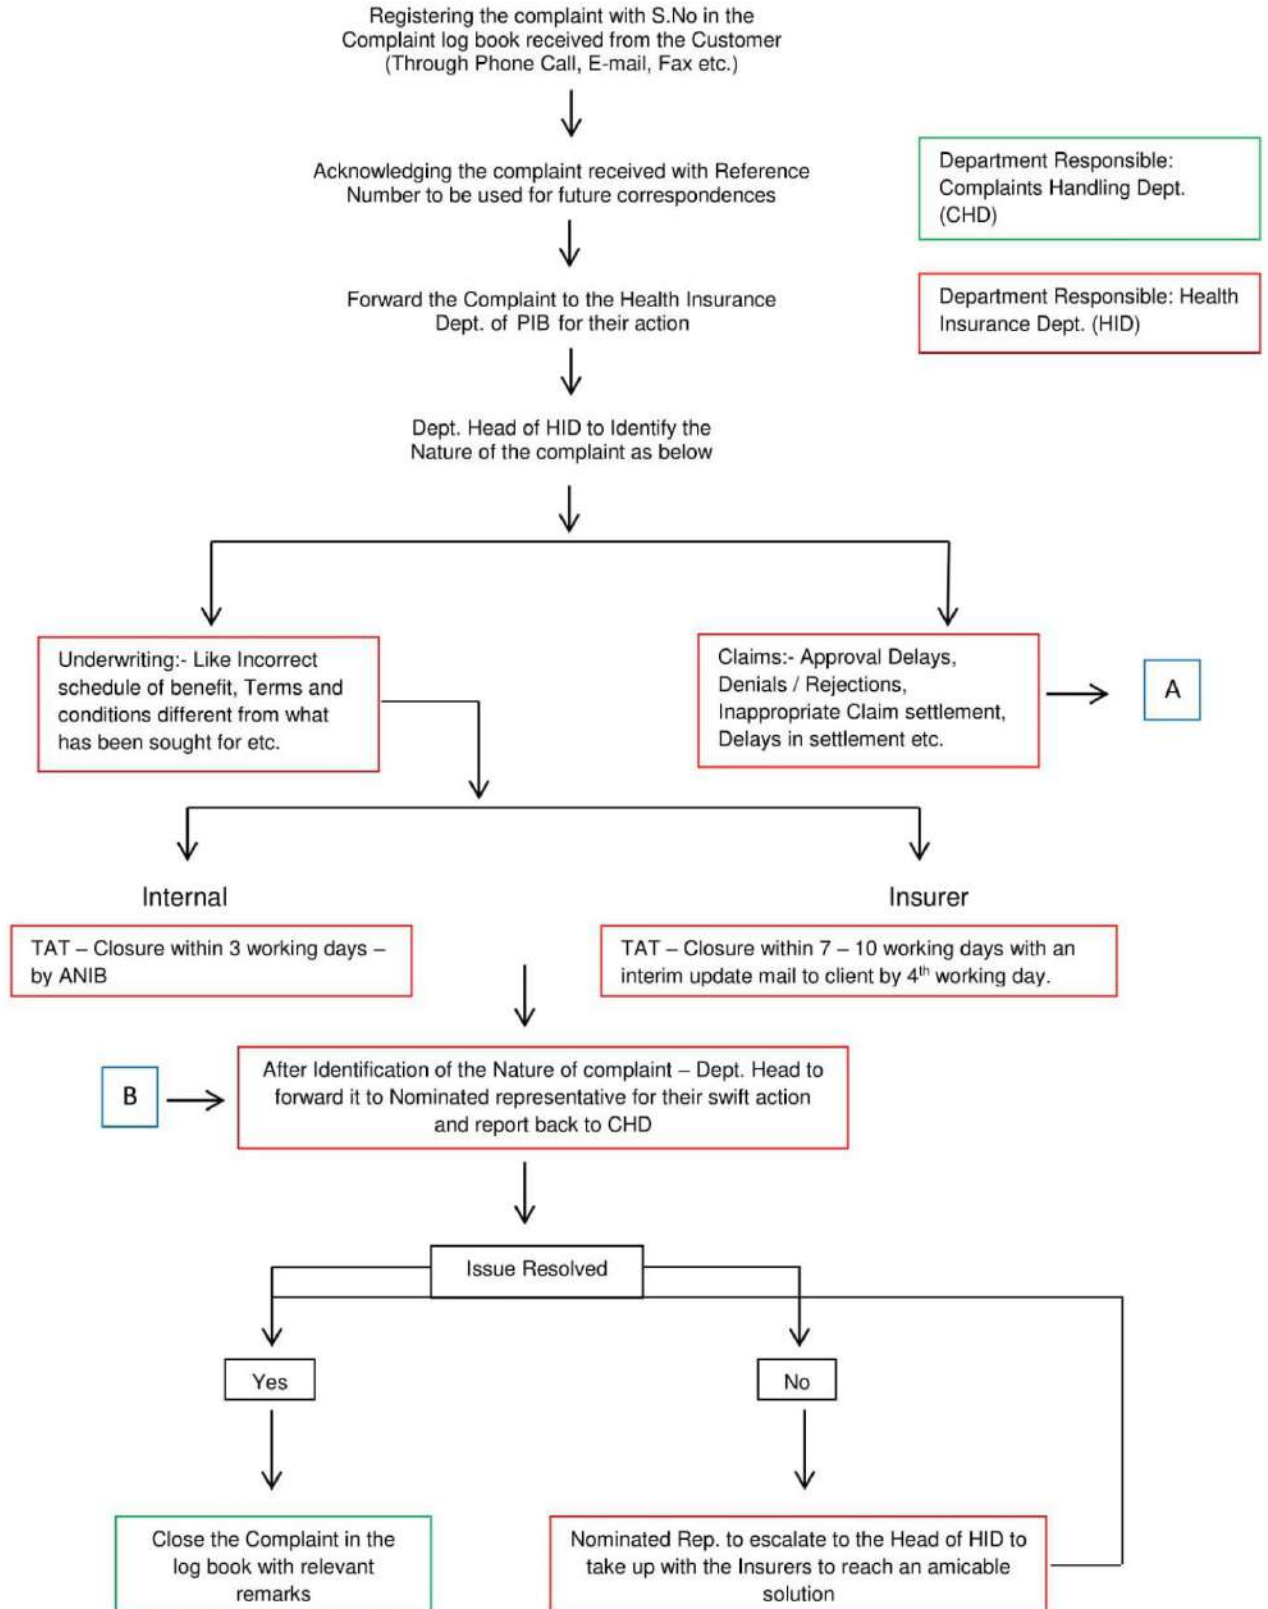 Registering the complaint with S.No in the
Complaint log book received from the Customer
(Through Phone Call, E-mail, Fax etc.)
Acknowledging the complaint received with Reference
Number to be used for future correspondences
Department Responsible:
Complaints Handling Dept.
(CHD)
Forward the Complaint to the Health Insurance
Dept. of PIB for their action
Department Responsible: Health
Insurance Dept. (HID)
Dept. Head of HID to Identify the
Nature of the complaint as below
Underwriting:- Like Incorrect
schedule of benefit, Terms and
conditions different from what
has been sought for etc.
Claims:- Approval Delays,
Denials / Rejections,
Inappropriate Claim settlement,
Delays in settlement etc.
A
Internal
Insurer
TAT – Closure within 3 working days –
by ANIB
TAT – Closure within 7 – 10 working days with an
interim update mail to client by 4th working day.
B
After Identification of the Nature of complaint – Dept. Head to
forward it to Nominated representative for their swift action
and report back to CHD
Issue Resolved
Yes
No
Close the Complaint in the
log book with relevant
remarks
Nominated Rep. to escalate to the Head of HID to
take up with the Insurers to reach an amicable
solution